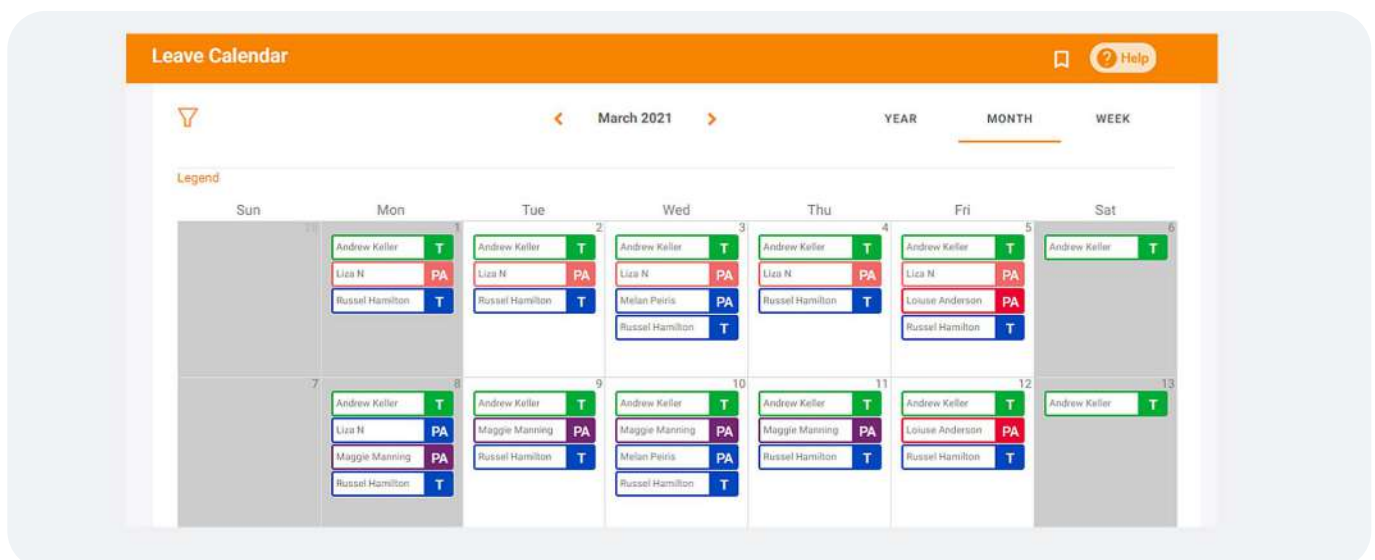 Leave Calendar
? Help
March 2021 YEAR MONTH WEEK
Legend
Sun Mon Tue Wed Thu Fri Sat
28 1 2 3 4 5 6
Andrew Keller T Andrew Keller T Andrew Keller T Andrew Keller T Andrew Keller T Andrew Keller T
Liza N PA Liza N PA Liza N PA Liza N PA Liza N PA
Russel Hamilton T Russel Hamilton T Melan Peiris PA Russel Hamilton T Loiuse Anderson PA
Russel Hamilton T Russel Hamilton T
7 8 9 10 11 12 13
Andrew Keller T Andrew Keller T Andrew Keller T Andrew Keller T Andrew Keller T Andrew Keller T
Liza N PA Maggie Manning PA Maggie Manning PA Maggie Manning PA Loiuse Anderson PA
Maggie Manning PA Russel Hamilton T Melan Peiris PA Russel Hamilton T Russel Hamilton T
Russel Hamilton T Russel Hamilton T